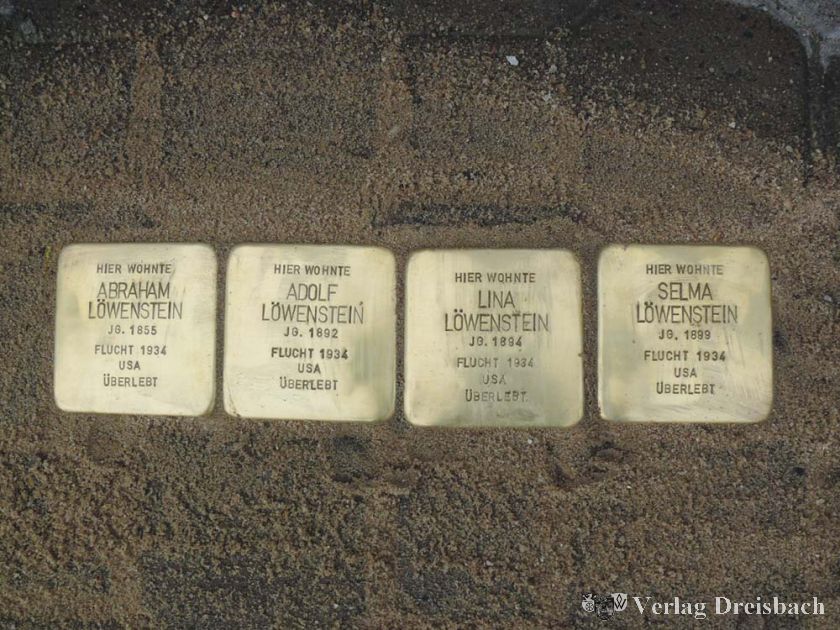 HIER WOHNTE
ABRAHAM
LÖWENSTEIN
JG. 1855
FLUCHT 1934
USA
ÜBERLEBT
HIER WOHNTE
ADOLF
LÖWENSTEIN
JG. 1892
FLUCHT 1934
USA
ÜBERLEBT
HIER WOHNTE
LINA
LÖWENSTEIN
JG. 1894
FLUCHT 1934
USA
ÜBERLEBT
HIER WOHNTE
SELMA
LÖWENSTEIN
JG. 1899
FLUCHT 1934
USA
ÜBERLEBT
Verlag Dreisbach